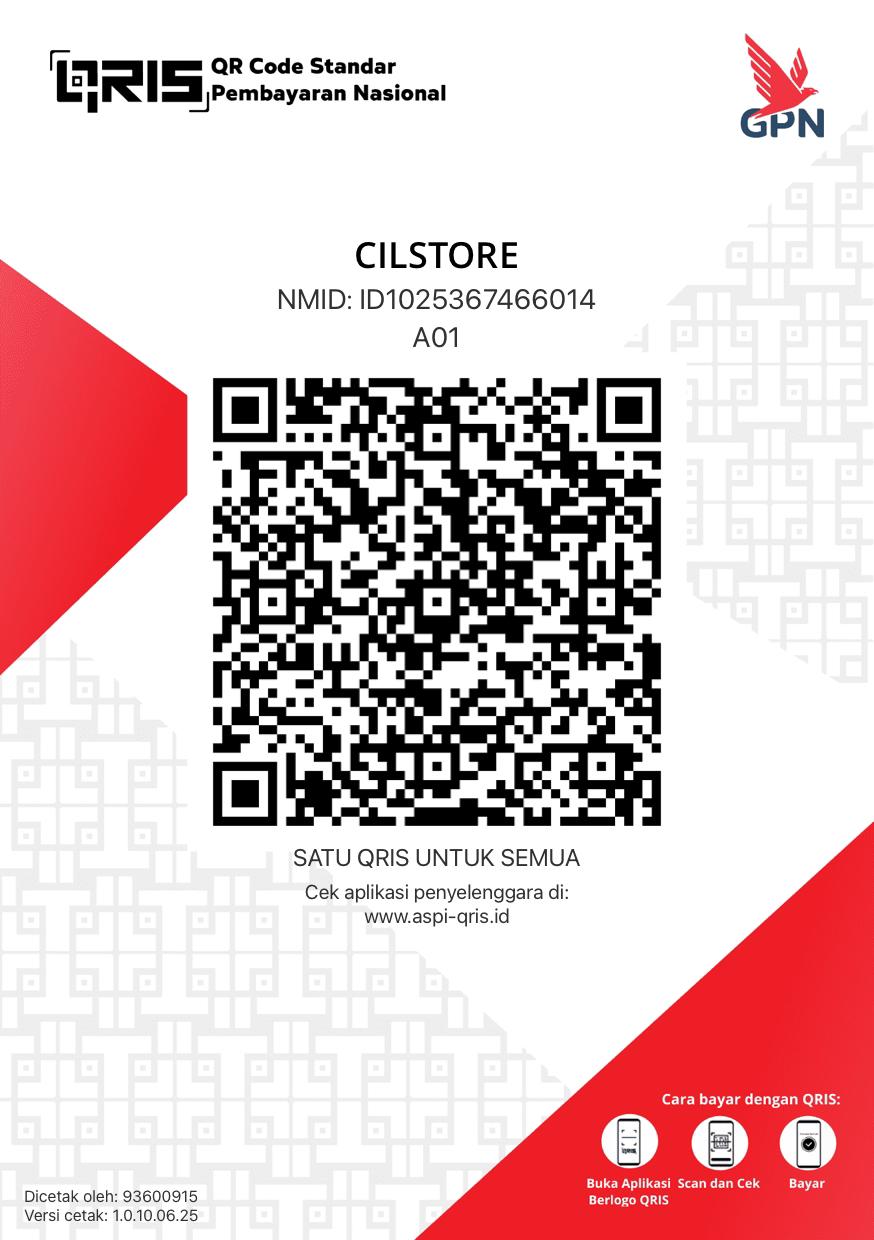 QRIS
QR Code Standar
Pembayaran Nasional
GPN
CILSTORE
NMID: ID1025367466014
A01
SATU QRIS UNTUK SEMUA
Cek aplikasi penyelenggara di:
www.aspi-qris.id
Cara bayar dengan QRIS:
Buka Aplikasi
Berlogo QRIS
Scan dan Cek
Bayar
Dicetak oleh: 93600915
Versi cetak: 1.0.10.06.25